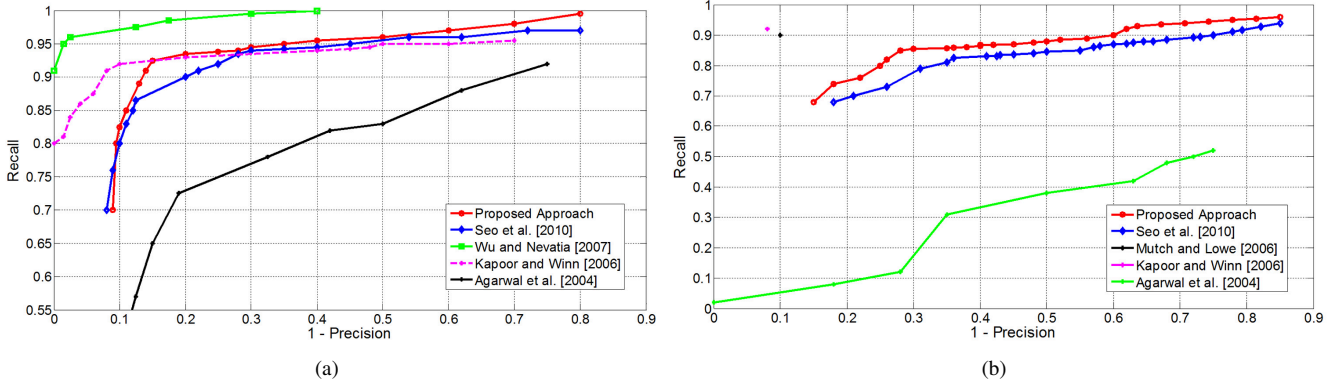 1
0.95
0.9
0.85
0.8
0.75
0.7
0.65
0.6
0.55
Recall
0 0.1 0.2 0.3 0.4 0.5 0.6 0.7 0.8 0.9
1 - Precision
Proposed Approach
Seo et al. [2010]
Wu and Nevatia [2007]
Kapoor and Winn [2006]
Agarwal et al. [2004]
(a)
1
0.9
0.8
0.7
0.6
0.5
0.4
0.3
0.2
0.1
0
Recall
0 0.1 0.2 0.3 0.4 0.5 0.6 0.7 0.8 0.9
1 - Precision
Proposed Approach
Seo et al. [2010]
Mutch and Lowe [2006]
Kapoor and Winn [2006]
Agarwal et al. [2004]
(b)